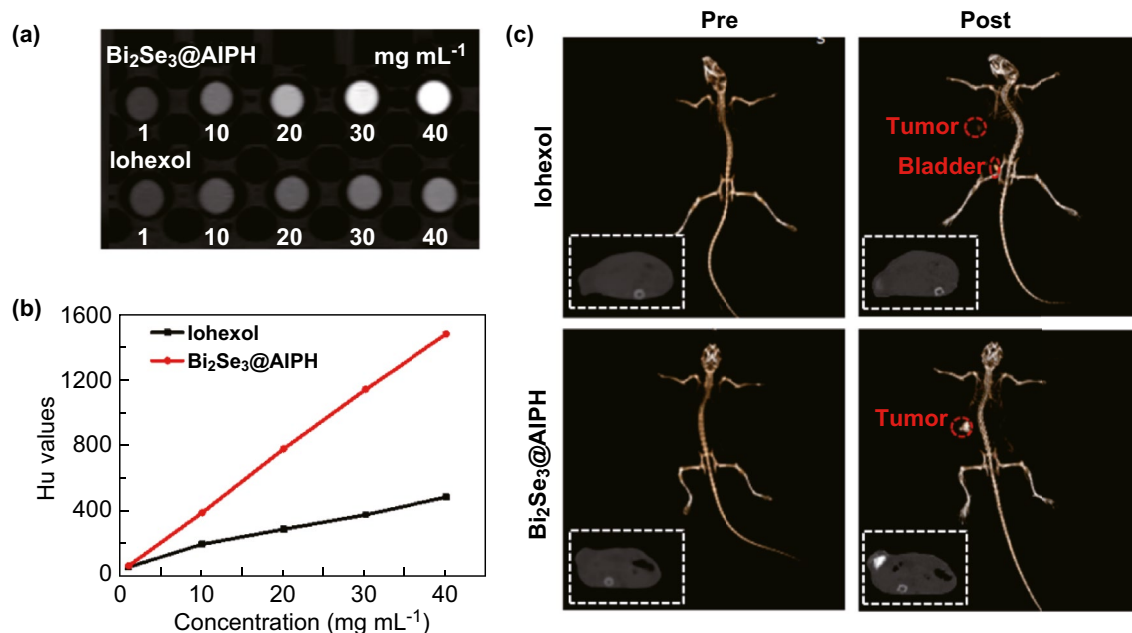 (a)
Bi₂Se₃@AIPH mg mL⁻¹
1 10 20 30 40
Iohexol
1 10 20 30 40
(b)
1600
1200
800
400
0
Hu values
Iohexol
Bi₂Se₃@AIPH
0 10 20 30 40
Concentration (mg mL⁻¹)
(c)
Pre Post
Iohexol
S
Tumor
Bladder
Bi₂Se₃@AIPH
Tumor